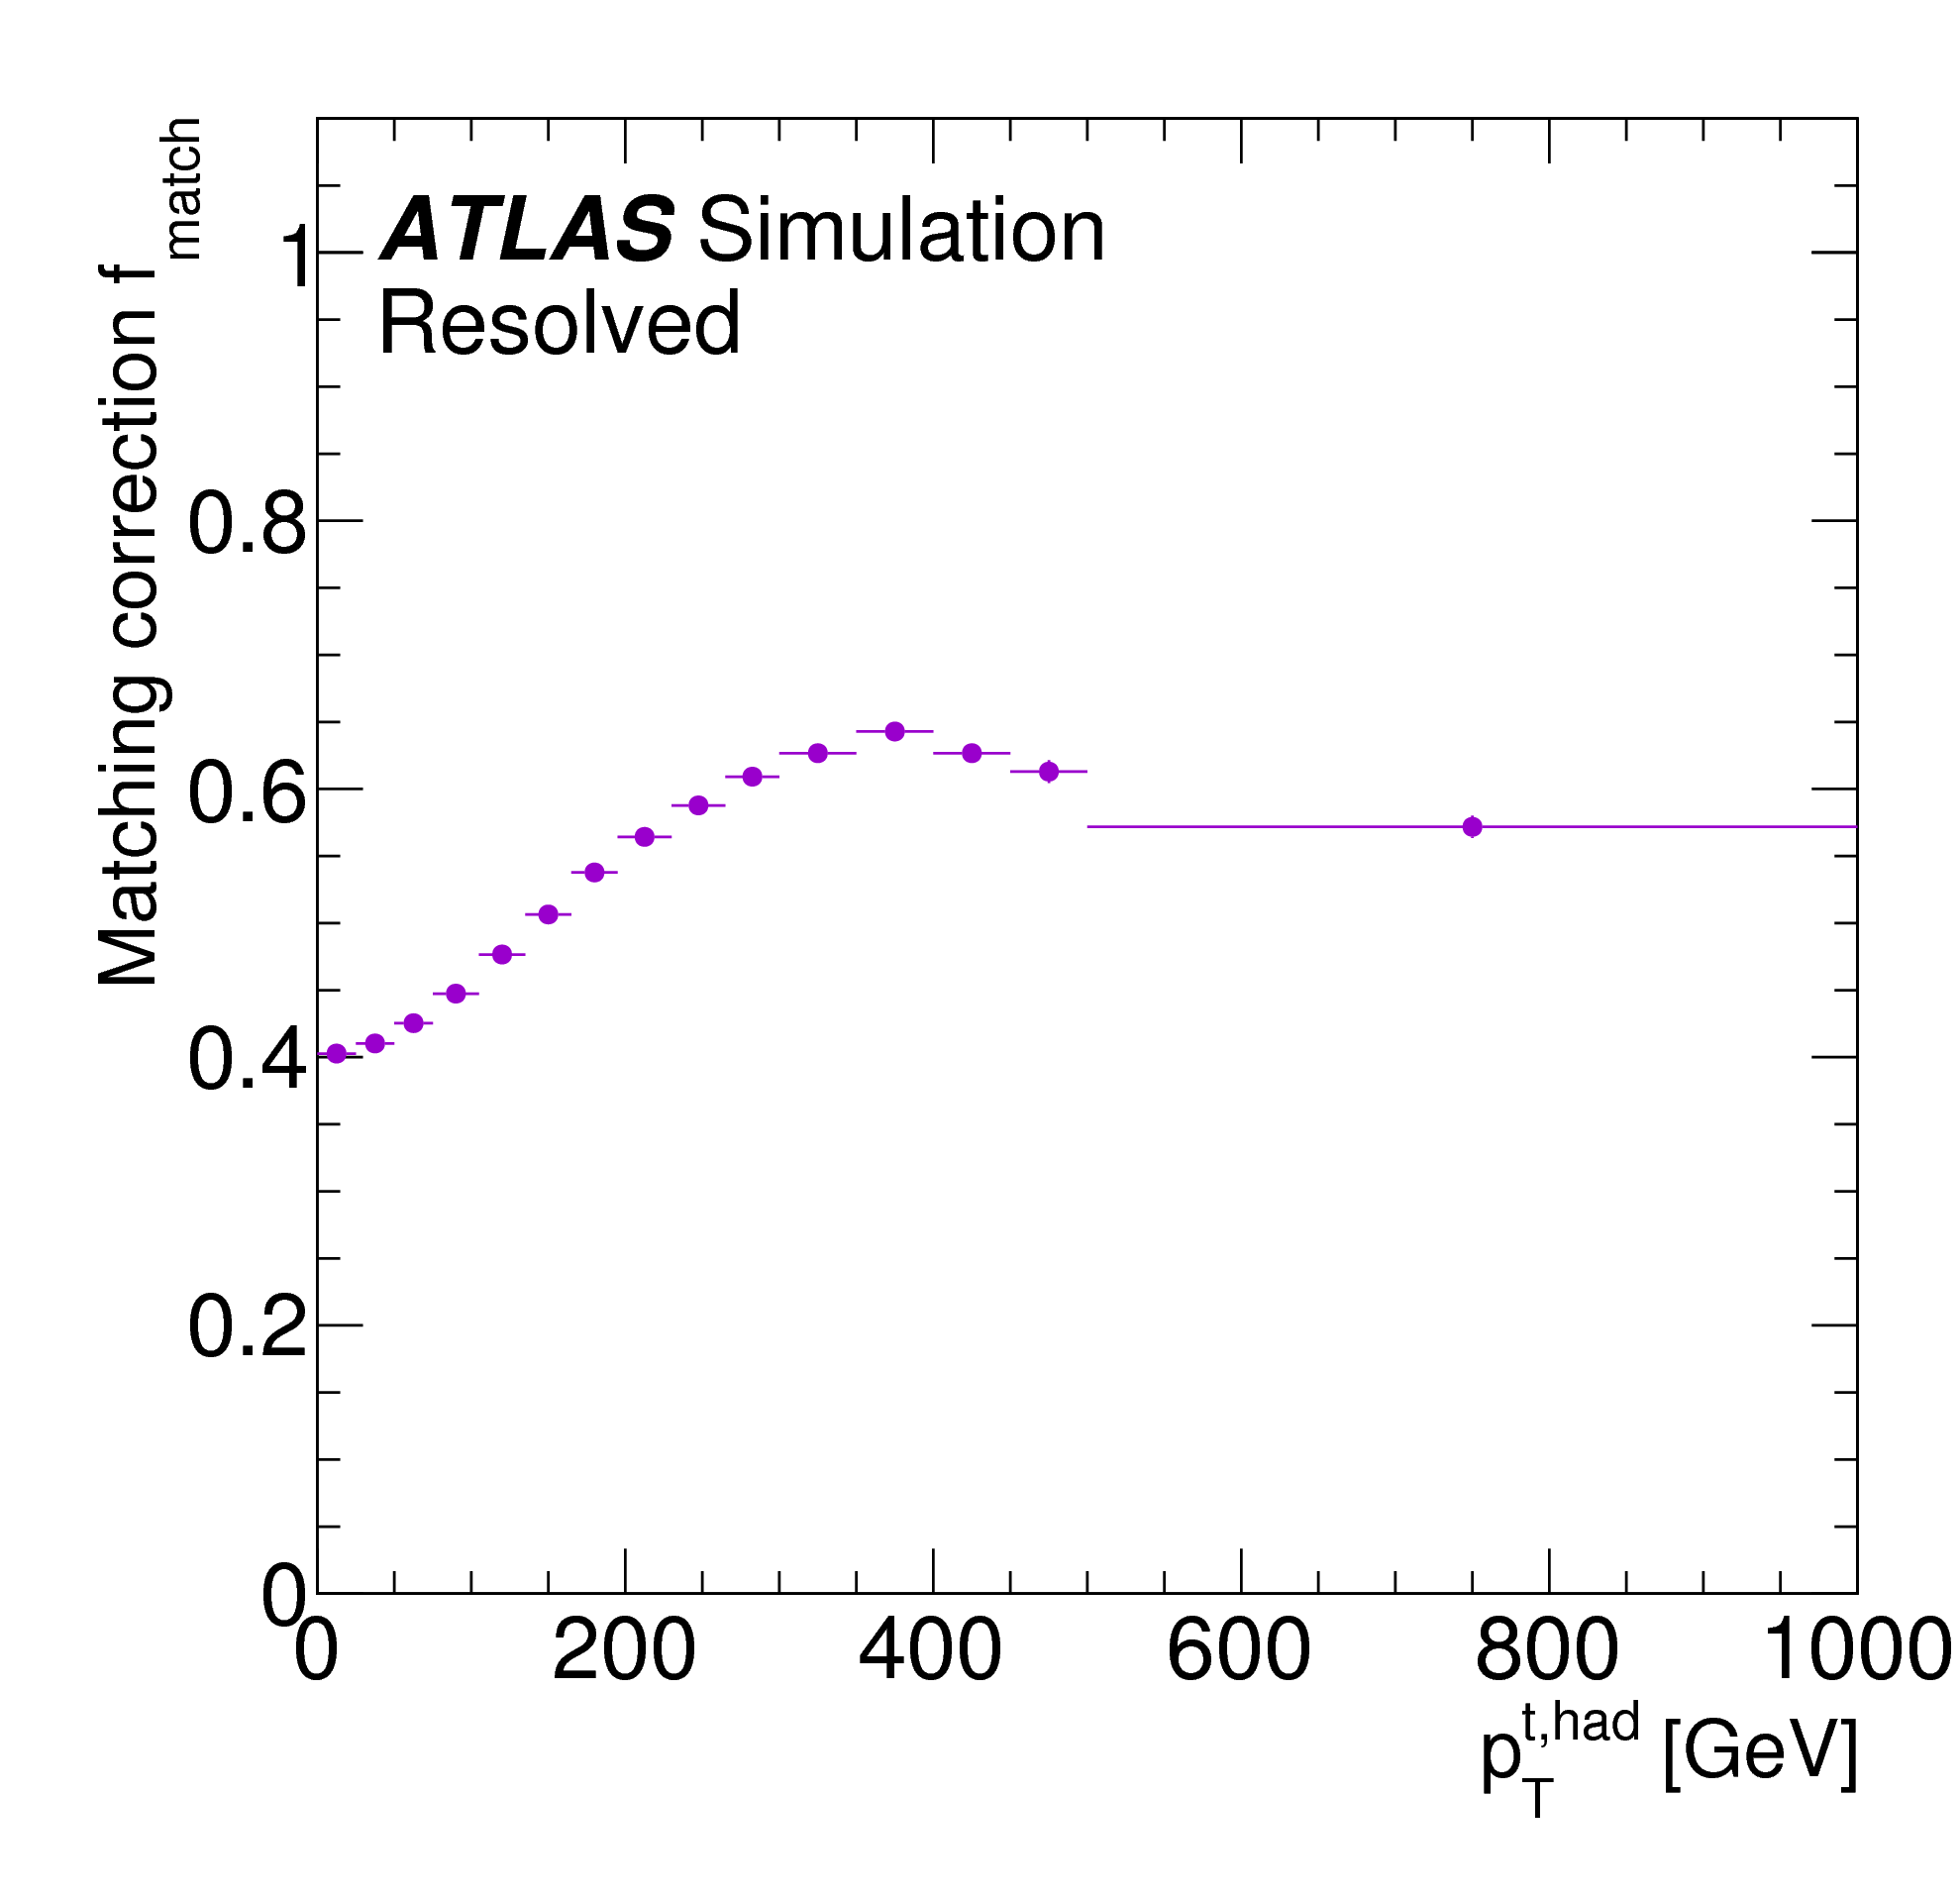 Matching correction f match
ATLAS Simulation
Resolved
1
0.8
0.6
0.4
0.2
0
0 200 400 600 800 1000
p_T^{t,had} [GeV]